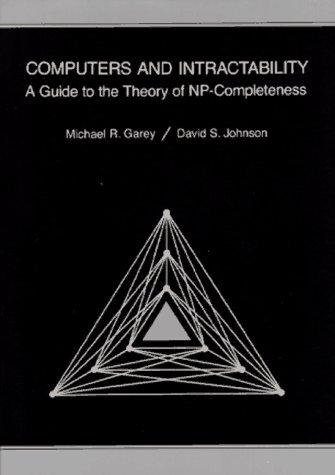 COMPUTERS AND INTRACTABILITY
A Guide to the Theory of NP-Completeness
Michael R. Garey / David S. Johnson